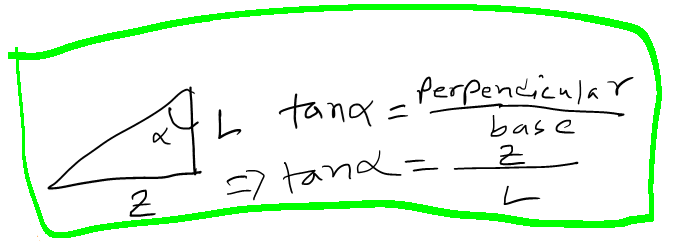 α L tanα = perpendicular / base
z ⇒ tanα = z / L